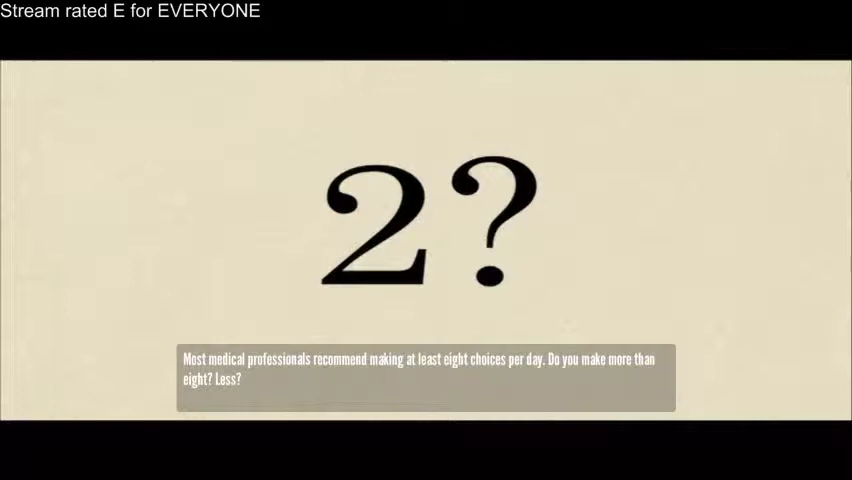 Stream rated E for EVERYONE
2?
Most medical professionals recommend making at least eight choices per day. Do you make more than
eight? Less?